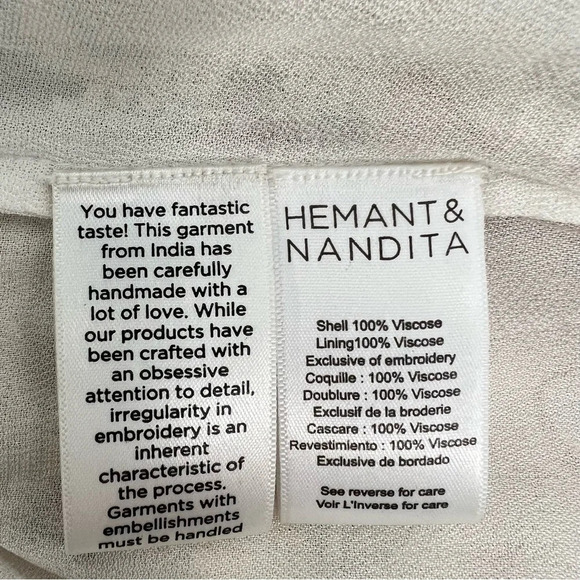 You have fantastic
taste! This garment
from India has
been carefully
handmade with a
lot of love. While
our products have
been crafted with
an obsessive
attention to detail,
irregularity in
embroidery is an
inherent
characteristic of
the process.
Garments with
embellishments
must be handled
HEMANT &
NANDITA
Shell 100% Viscose
Lining100% Viscose
Exclusive of embroidery
Coquille : 100% Viscose
Doublure : 100% Viscose
Exclusif de la broderie
Cascare : 100% Viscose
Revestimiento : 100% Viscose
Exclusive de bordado
See reverse for care
Voir L'Inverse for care